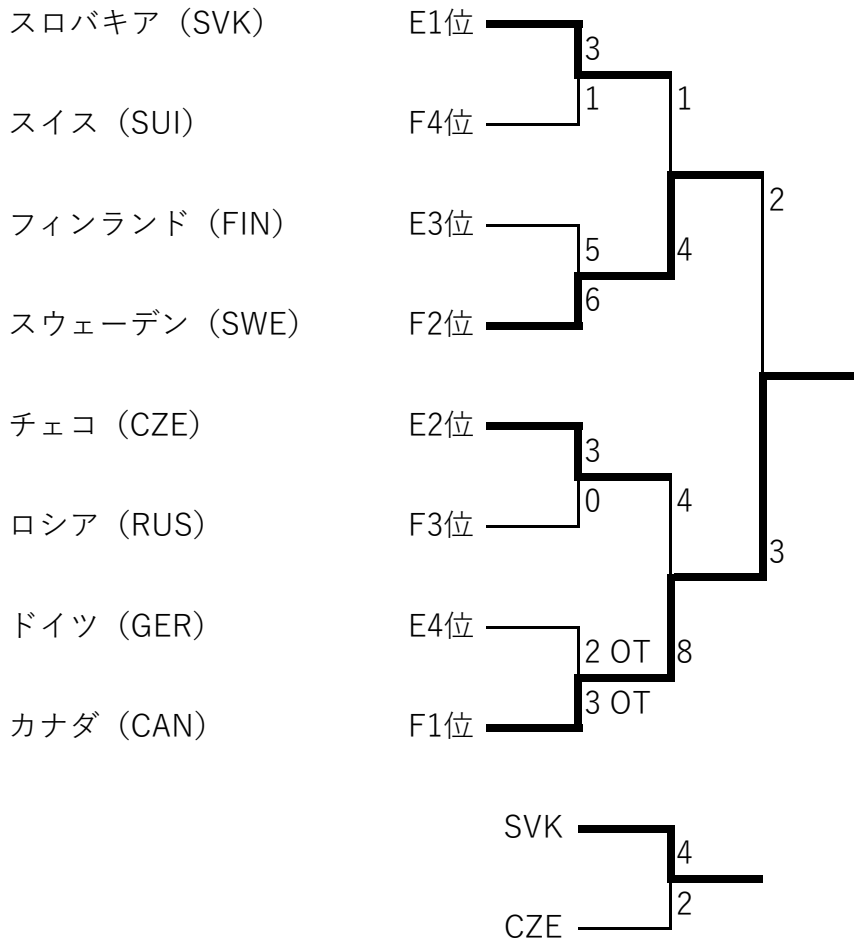 スロバキア（SVK） E1位
3
1
1
スイス（SUI） F4位
2
フィンランド（FIN） E3位
5
4
6
スウェーデン（SWE） F2位
チェコ（CZE） E2位
3
0
4
ロシア（RUS） F3位
3
ドイツ（GER） E4位
2 OT
8
3 OT
カナダ（CAN） F1位
SVK
4
2
CZE